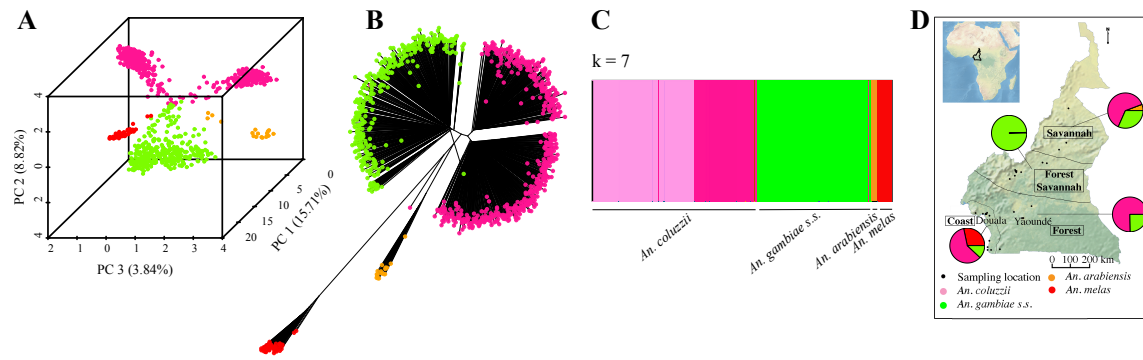 A
B
C
D
4
2
0
2
4
PC 2 (8.82%)
2
1
0
1
2
3
4
PC 3 (3.84%)
0
5
10
15
20
PC 1 (15.71%)
k = 7
An. coluzzii
An. gambiae s.s.
An. arabiensis
An. melas
N
Savannah
Forest
Savannah
Coast
Douala
Yaoundé
Forest
0 100 200 km
Sampling location
An. coluzzii
An. gambiae s.s.
An. arabiensis
An. melas